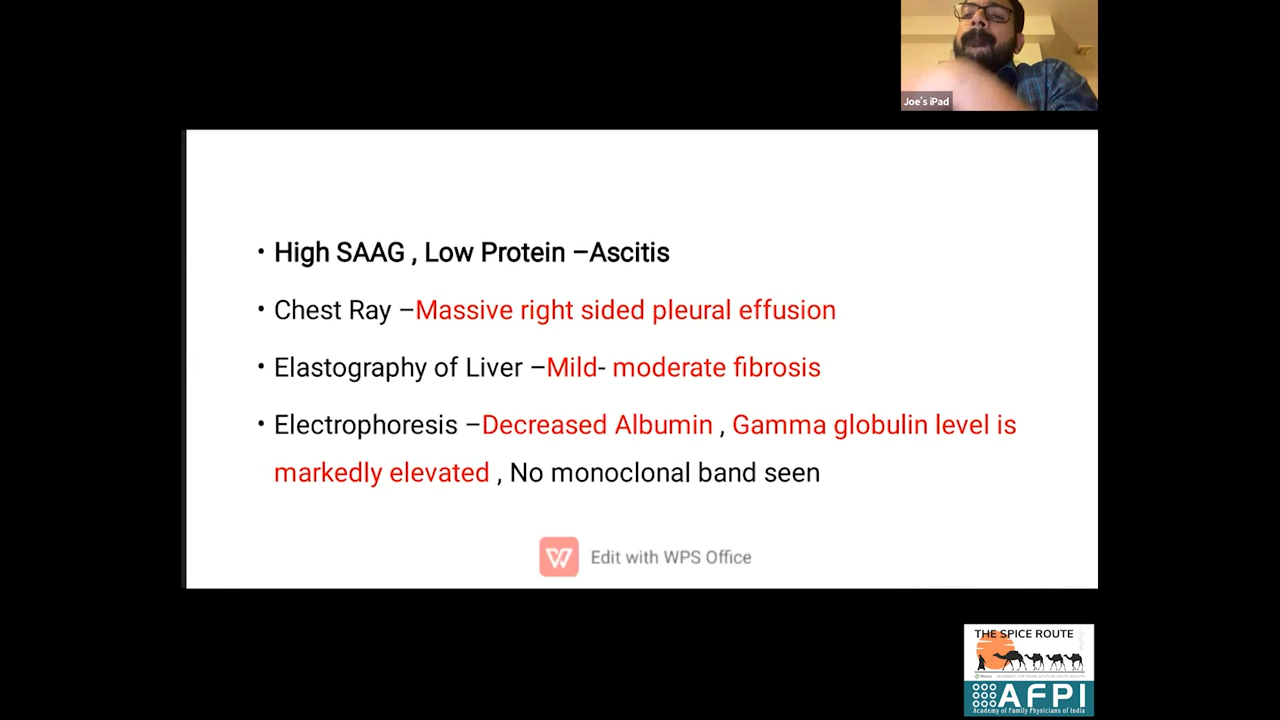 Joe's iPad
• High SAAG , Low Protein –Ascitis
• Chest Ray –Massive right sided pleural effusion
• Elastography of Liver –Mild- moderate fibrosis
• Electrophoresis –Decreased Albumin , Gamma globulin level is
markedly elevated , No monoclonal band seen
Edit with WPS Office
THE SPICE ROUTE
AFPI
Academy of Family Physicians of India